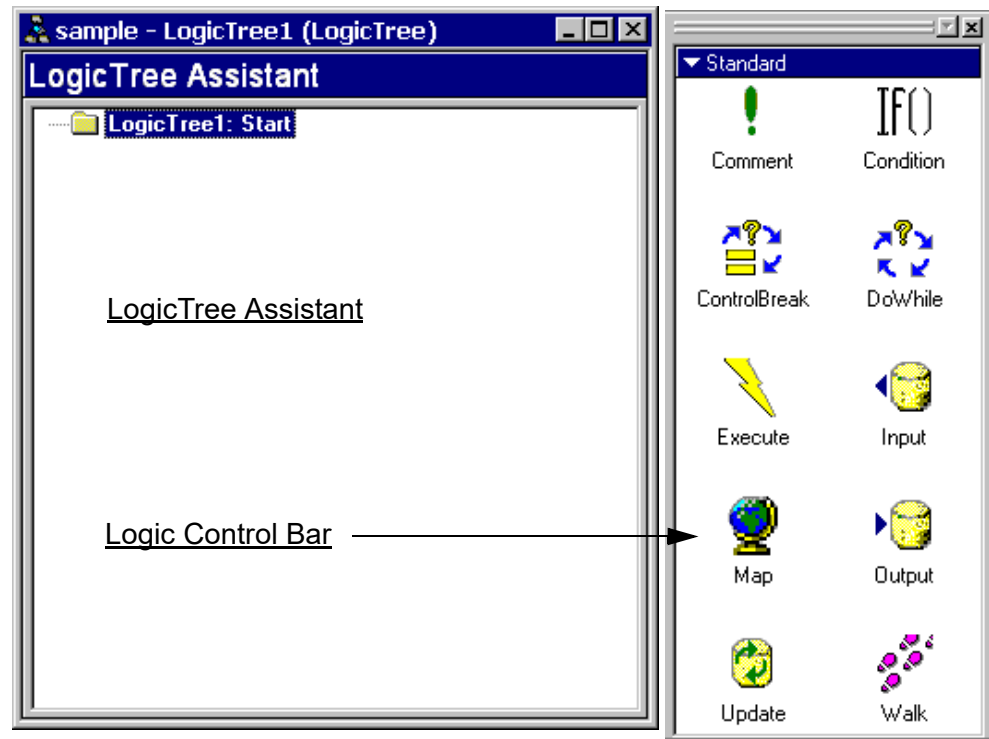 sample - LogicTree1 (LogicTree)
LogicTree Assistant
LogicTree1: Start
LogicTree Assistant
Logic Control Bar
Standard
Comment
IF()
Condition
ControlBreak
DoWhile
Execute
Input
Map
Output
Update
Walk